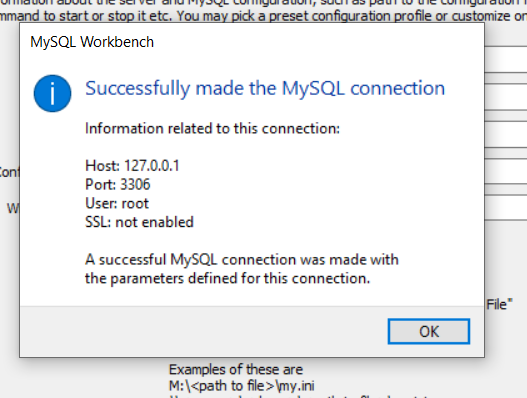 information about the server and MySQL configuration, such as path to the configuration f
mmand to start or stop it etc. You may pick a preset configuration profile or customize on
MySQL Workbench
Successfully made the MySQL connection
Information related to this connection:
Host: 127.0.0.1
Port: 3306
User: root
SSL: not enabled
A successful MySQL connection was made with
the parameters defined for this connection.
Conf
W
File"
OK
Examples of these are
M:\<path to file>\my.ini